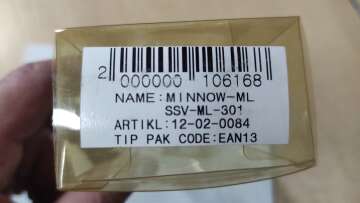 2 000000 106168
NAME:MINNOW-ML
SSV-ML-301
ARTIKL:12-02-0084
TIP PAK CODE:EAN13